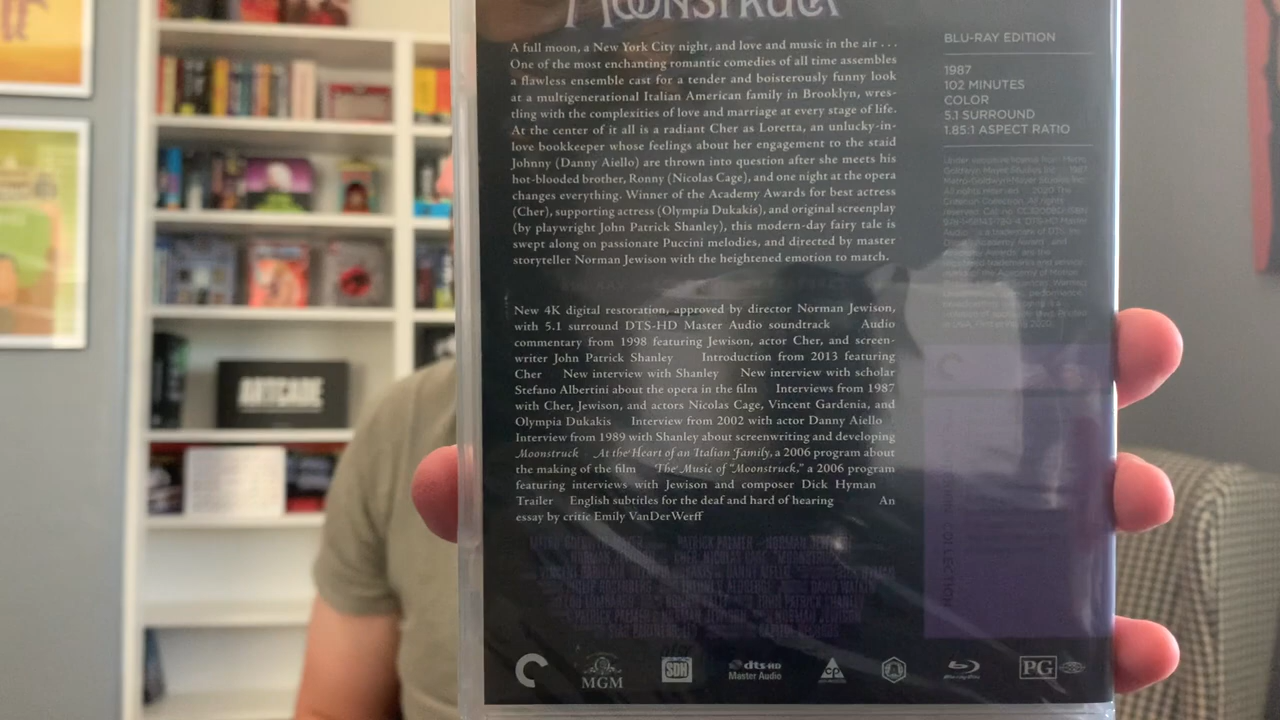 MOONSTRUCK
A full moon, a New York City night, and love and music in the air . . .
One of the most enchanting romantic comedies of all time assembles
a flawless ensemble cast for a tender and boisterously funny look
at a multigenerational Italian American family in Brooklyn, wres-
tling with the complexities of love and marriage at every stage of life.
At the center of it all is a radiant Cher as Loretta, an unlucky-in-
love bookkeeper whose feelings about her engagement to the staid
Johnny (Danny Aiello) are thrown into question after she meets his
hot-blooded brother, Ronny (Nicolas Cage), and one night at the opera
changes everything. Winner of the Academy Awards for best actress
(Cher), supporting actress (Olympia Dukakis), and original screenplay
(by playwright John Patrick Shanley), this modern-day fairy tale is
swept along on passionate Puccini melodies, and directed by master
storyteller Norman Jewison with the heightened emotion to match.
New 4K digital restoration, approved by director Norman Jewison,
with 5.1 surround DTS-HD Master Audio soundtrack Audio
commentary from 1998 featuring Jewison, actor Cher, and screen-
writer John Patrick Shanley Introduction from 2013 featuring
Cher New interview with Shanley New interview with scholar
Stefano Albertini about the opera in the film Interviews from 1987
with Cher, Jewison, and actors Nicolas Cage, Vincent Gardenia, and
Olympia Dukakis Interview from 2002 with actor Danny Aiello
Interview from 1989 with Shanley about screenwriting and developing
Moonstruck At the Heart of an Italian Family, a 2006 program about
the making of the film The Music of "Moonstruck," a 2006 program
featuring interviews with Jewison and composer Dick Hyman
Trailer English subtitles for the deaf and hard of hearing An
essay by critic Emily VanDerWerff
BLU-RAY EDITION
1987
102 MINUTES
COLOR
5.1 SURROUND
1.85:1 ASPECT RATIO
MGM
SDH
dts-HD
Master Audio
Blu-ray Disc
PG
ARTCADE